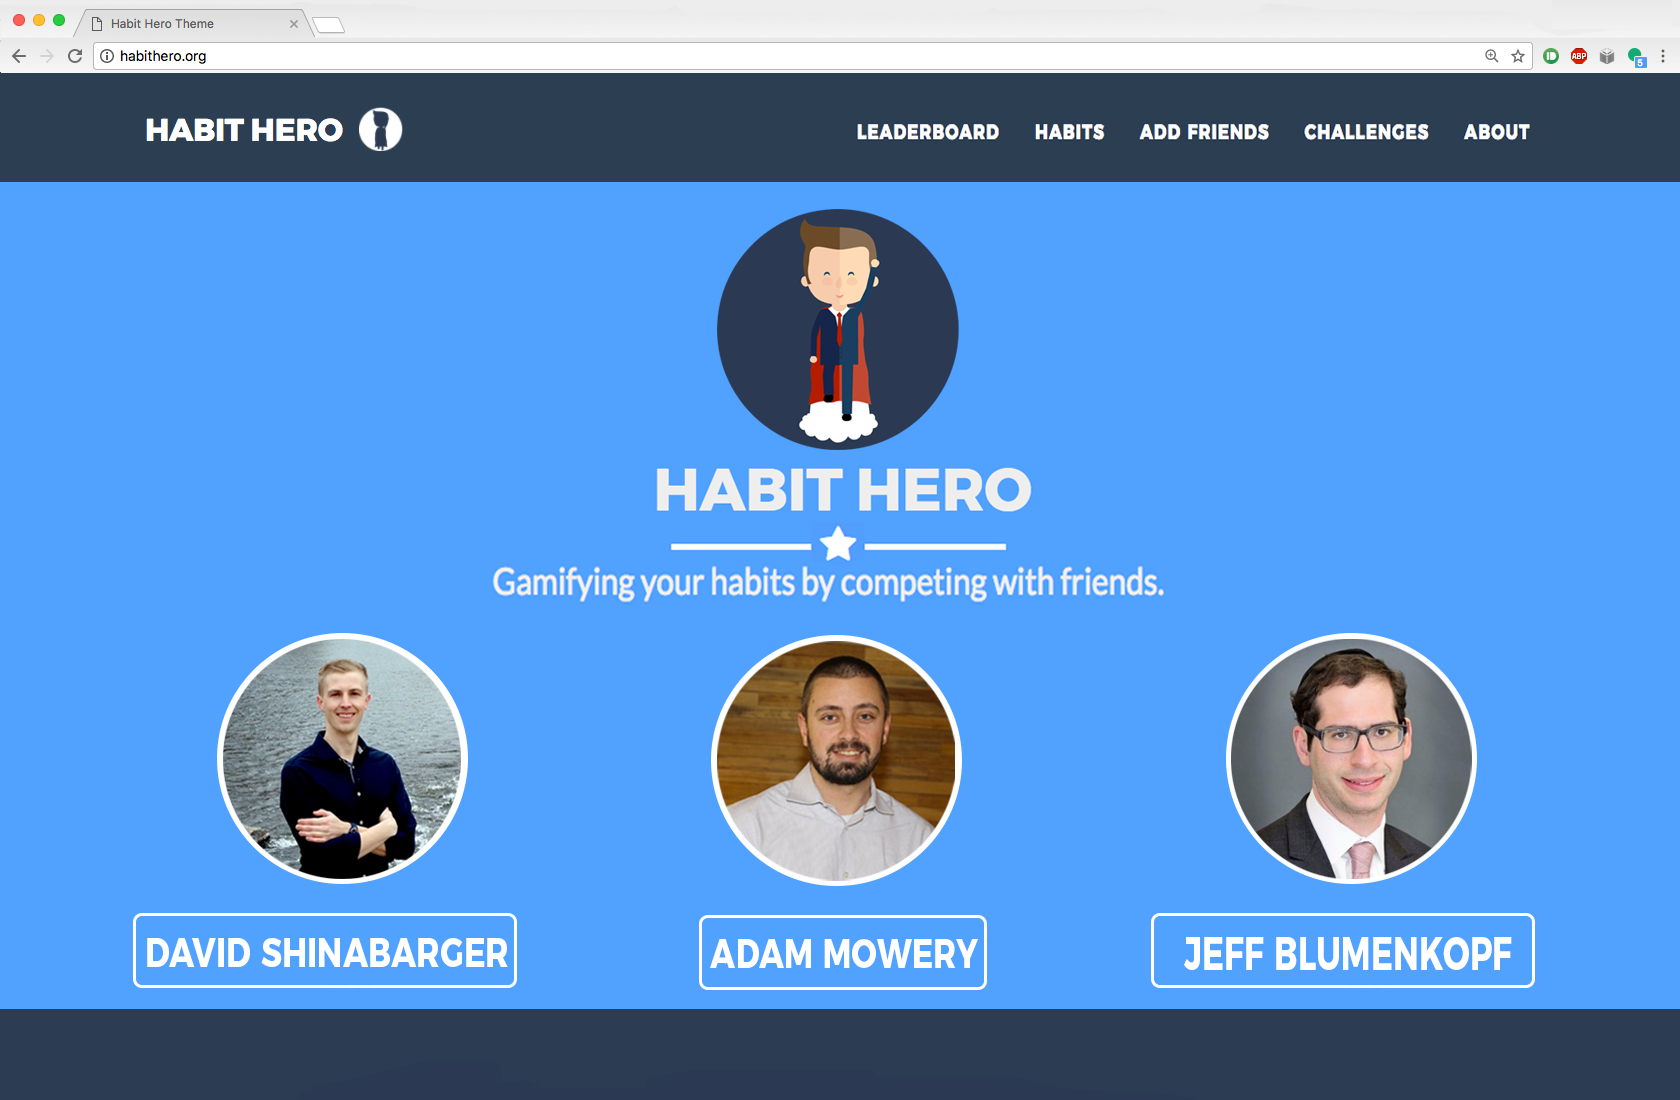 Habit Hero Theme
habithero.org
ABP
5
HABIT HERO
LEADERBOARD HABITS ADD FRIENDS CHALLENGES ABOUT
HABIT HERO
Gamifying your habits by competing with friends.
DAVID SHINABARGER
ADAM MOWERY
JEFF BLUMENKOPF